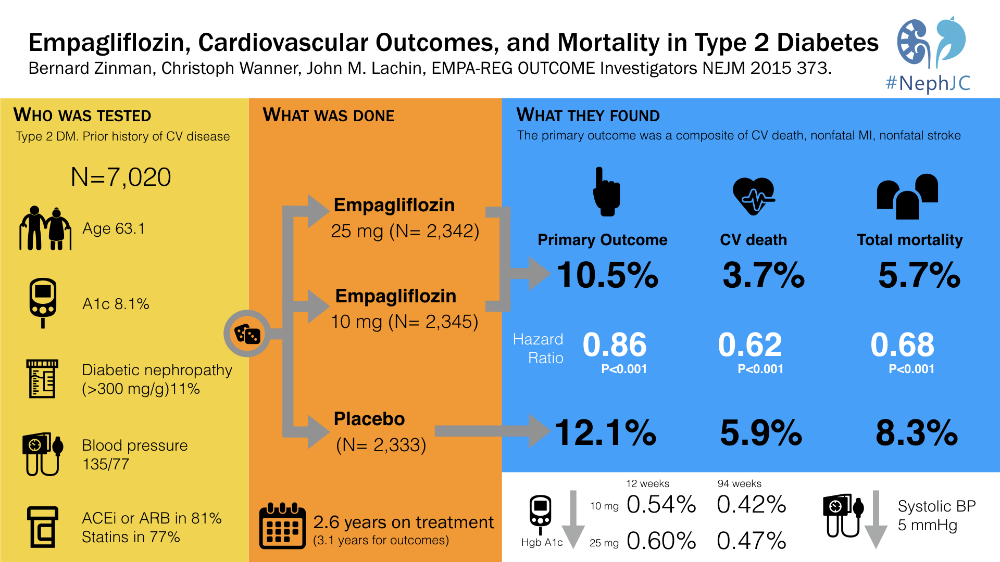 Empagliflozin, Cardiovascular Outcomes, and Mortality in Type 2 Diabetes
Bernard Zinman, Christoph Wanner, John M. Lachin, EMPA-REG OUTCOME Investigators NEJM 2015 373.
#NephJC
WHO WAS TESTED
Type 2 DM. Prior history of CV disease
N=7,020
Age 63.1
A1c 8.1%
Diabetic nephropathy
(>300 mg/g)11%
Blood pressure
135/77
ACEi or ARB in 81%
Statins in 77%
WHAT WAS DONE
Empagliflozin
25 mg (N= 2,342)
Empagliflozin
10 mg (N= 2,345)
Placebo
(N= 2,333)
2.6 years on treatment
(3.1 years for outcomes)
WHAT THEY FOUND
The primary outcome was a composite of CV death, nonfatal MI, nonfatal stroke
Primary Outcome CV death Total mortality
10.5% 3.7% 5.7%
Hazard
Ratio
0.86 0.62 0.68
P<0.001 P<0.001 P<0.001
12.1% 5.9% 8.3%
12 weeks 94 weeks
10 mg 0.54% 0.42%
Hgb A1c
25 mg 0.60% 0.47%
Systolic BP
5 mmHg